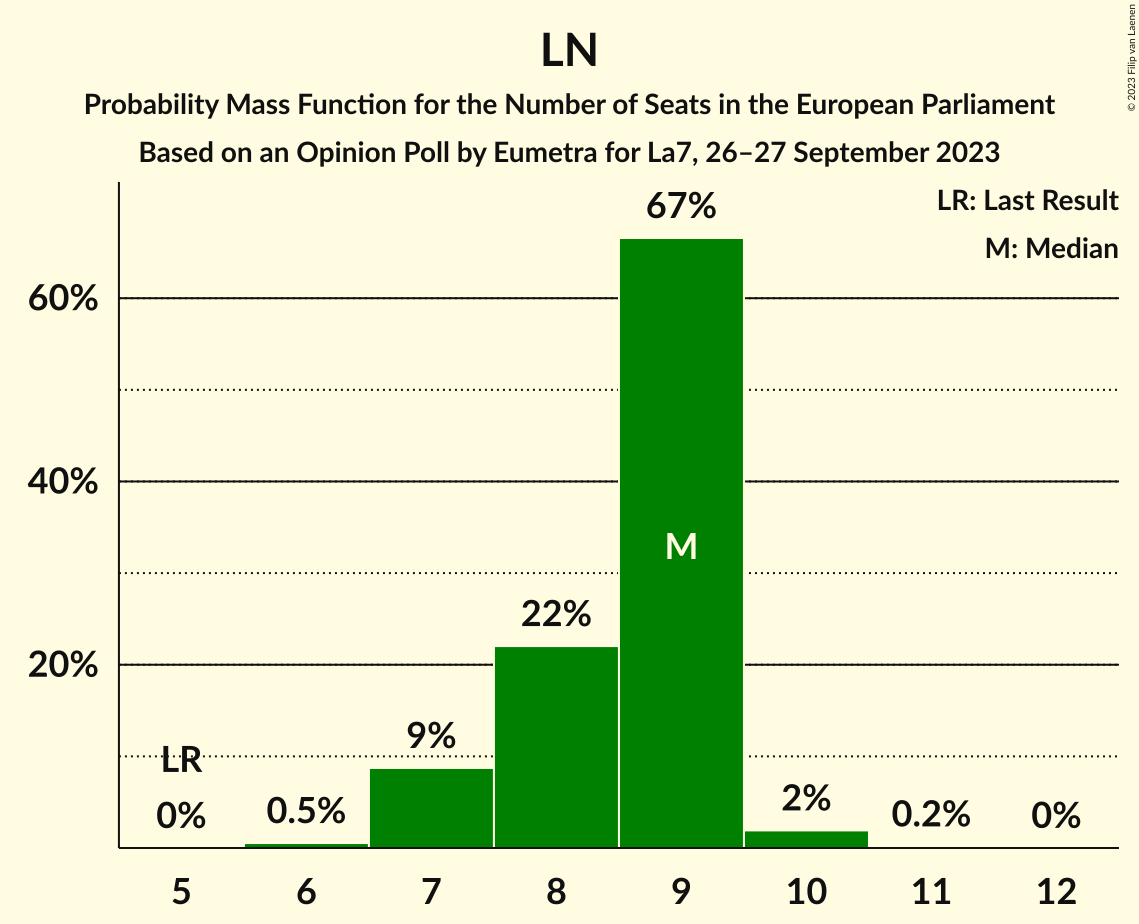 LN
Probability Mass Function for the Number of Seats in the European Parliament
Based on an Opinion Poll by Eumetra for La7, 26–27 September 2023
© 2023 Filip van Laenen
LR: Last Result
M: Median
60%
40%
20%
LR
0%
0.5%
9%
22%
67%
M
2%
0.2%
0%
5 6 7 8 9 10 11 12